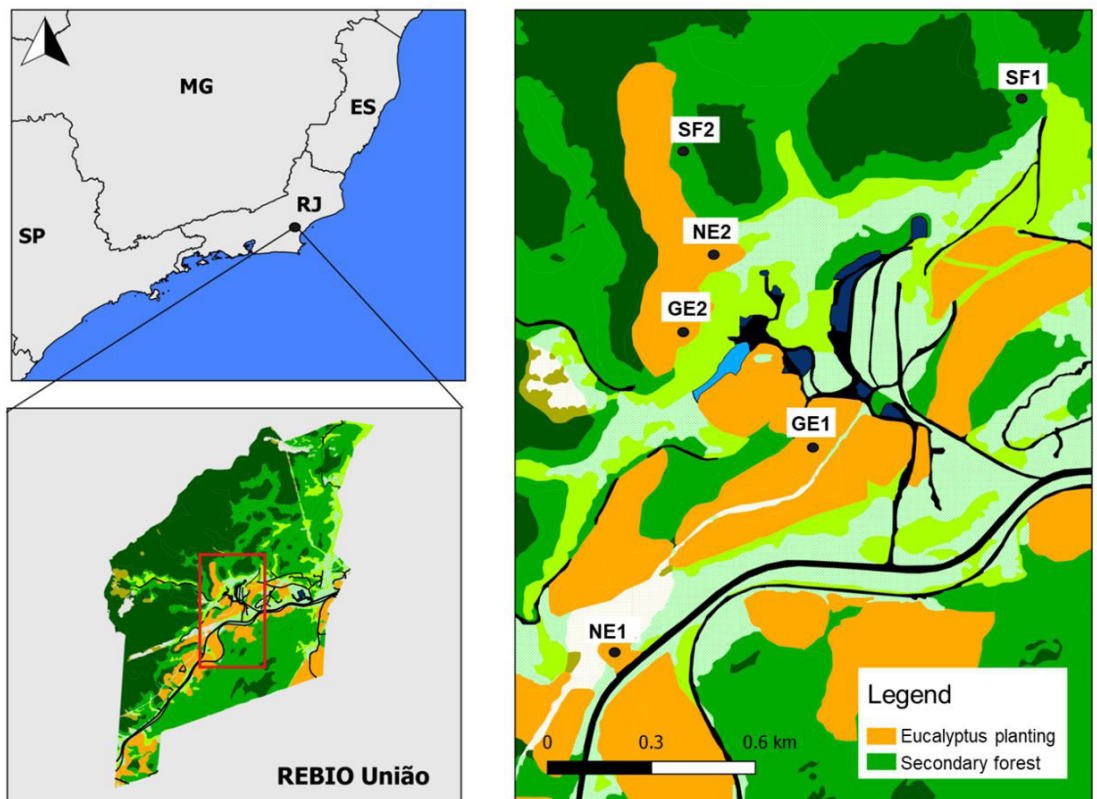 MG
ES
RJ
SP
REBIO União
SF1
SF2
NE2
GE2
GE1
NE1
Legend
Eucalyptus planting
Secondary forest
0 0.3 0.6 km